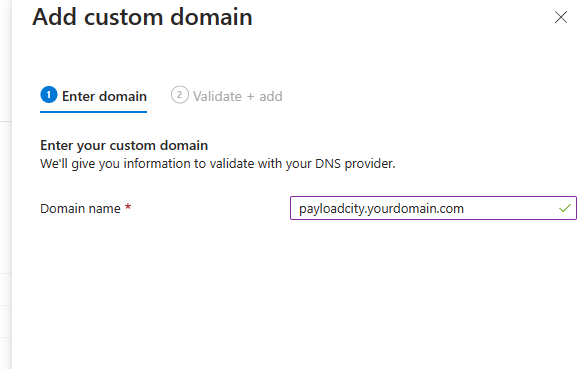 Add custom domain
1 Enter domain 2 Validate + add
Enter your custom domain
We'll give you information to validate with your DNS provider.
Domain name * payloadcity.yourdomain.com